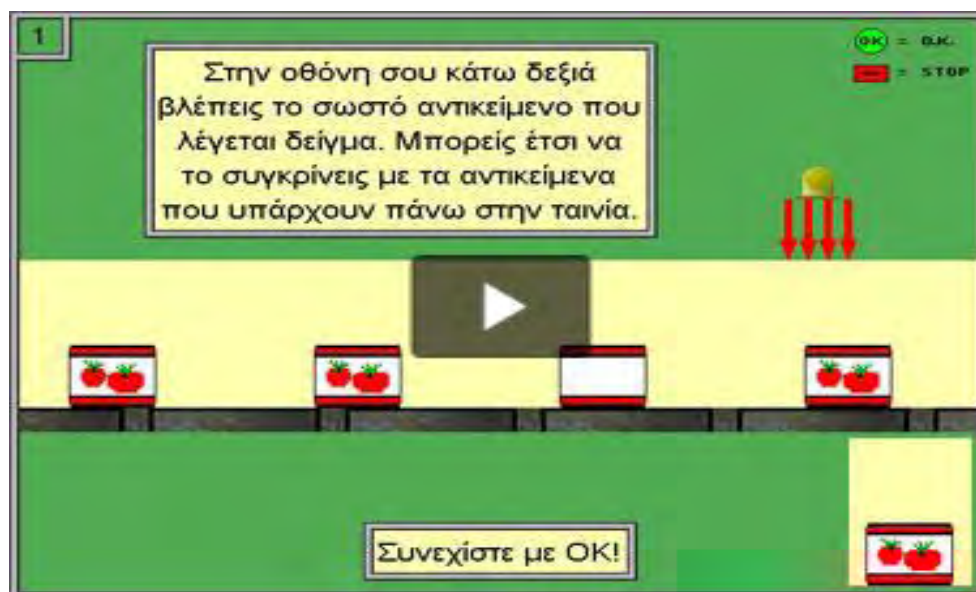 1
OK = O.K.
= STOP
Στην οθόνη σου κάτω δεξιά
βλέπεις το σωστό αντικείμενο που
λέγεται δείγμα. Μπορείς έτσι να
το συγκρίνεις με τα αντικείμενα
που υπάρχουν πάνω στην ταινία.
Συνεχίστε με OK!